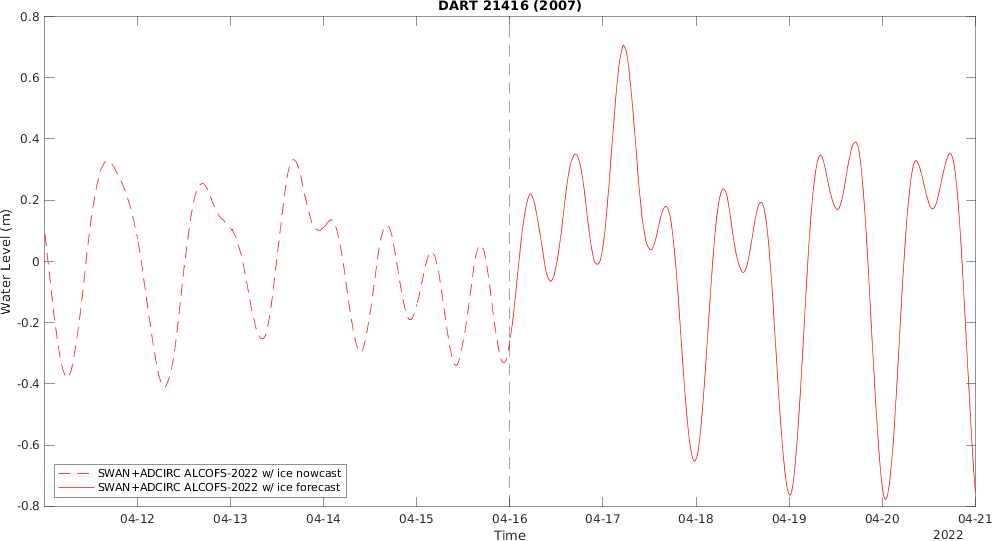 DART 21416 (2007)
0.8
0.6
0.4
0.2
0
-0.2
-0.4
-0.6
-0.8
Water Level (m)
SWAN+ADCIRC ALCOFS-2022 w/ ice nowcast
SWAN+ADCIRC ALCOFS-2022 w/ ice forecast
04-12 04-13 04-14 04-15 04-16 04-17 04-18 04-19 04-20 04-21
Time
2022